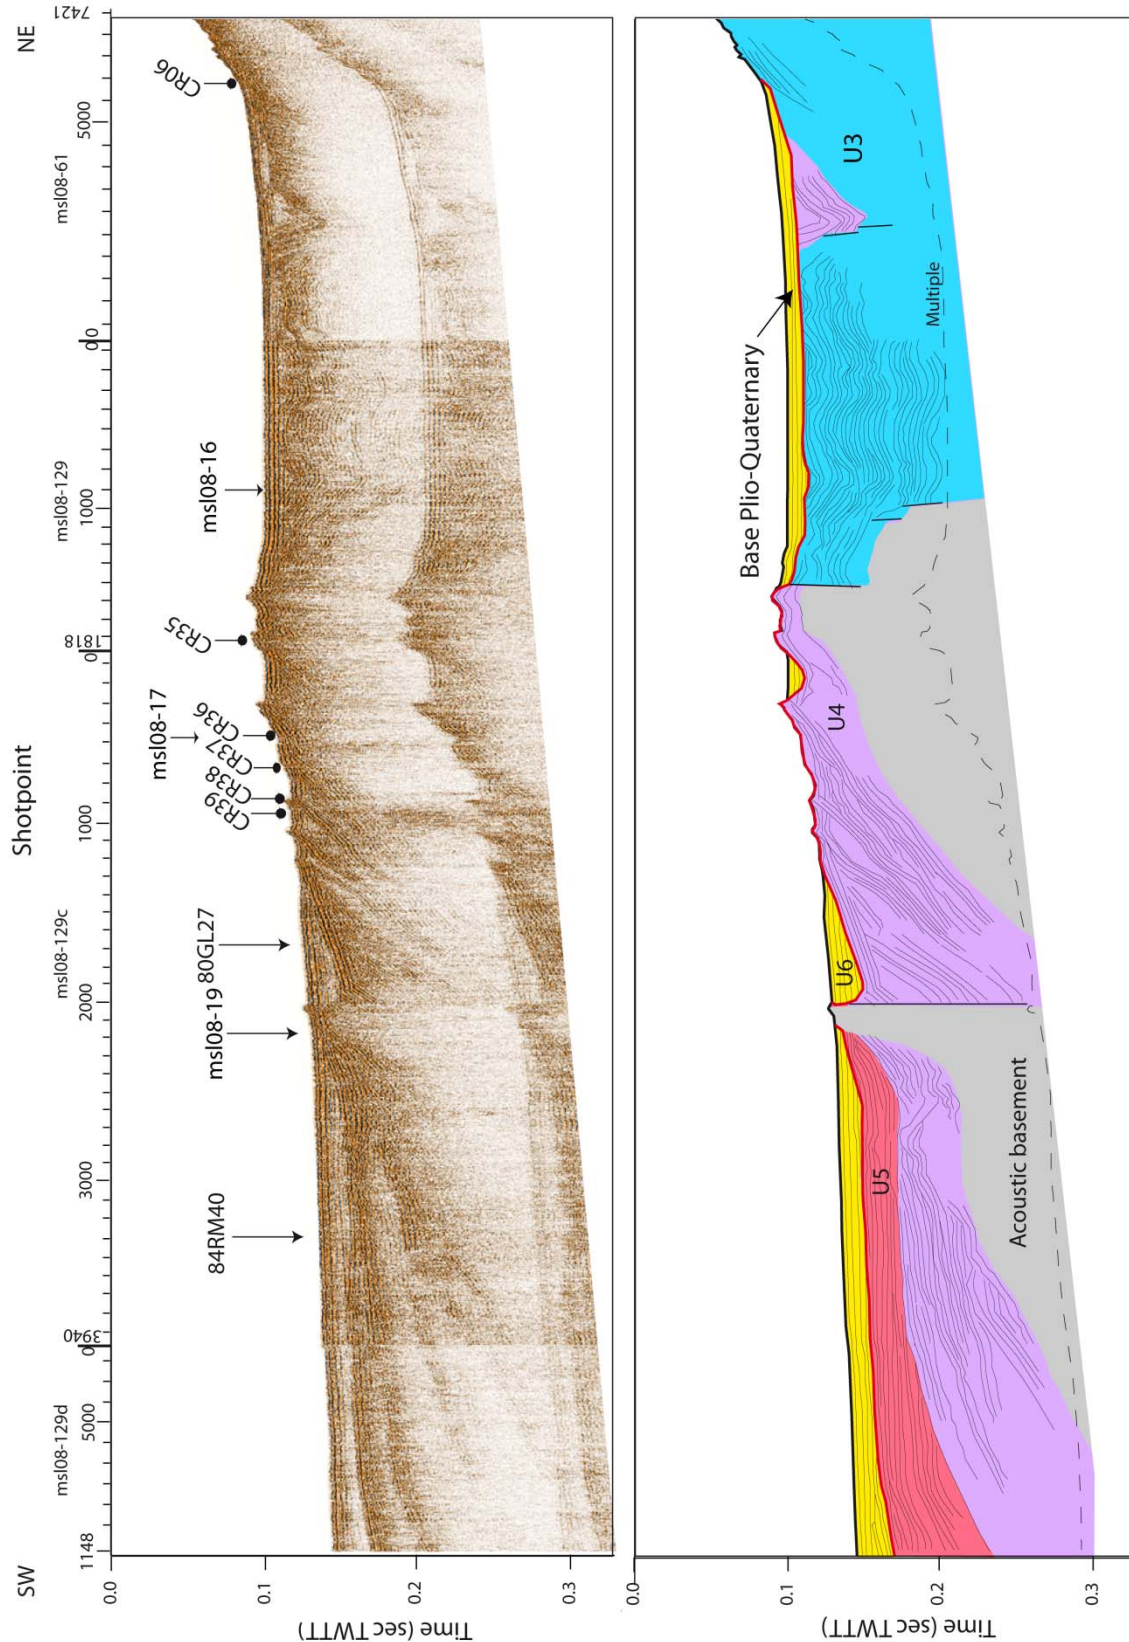 Shotpoint
SW
NE
msl08-129d
msl08-129c
msl08-129
msl08-61
1148
5000
3940
0
3000
2000
1000
0
1818
1000
0
0
5000
7421
84RM40
msl08-19
80GL27
CR39
CR38
CR37
CR36
msl08-17
CR35
msl08-16
CR06
Time (sec TWTT)
0.0
0.1
0.2
0.3
Base Plio-Quaternary
U3
U4
U5
U6
Multiple
Acoustic basement
Time (sec TWTT)
0.0
0.1
0.2
0.3